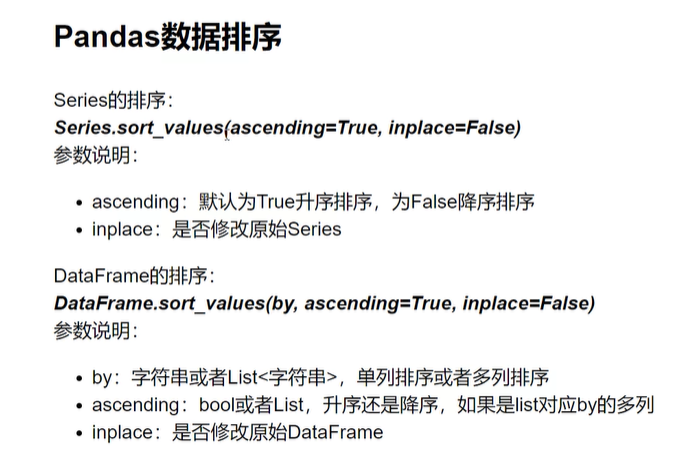 Pandas数据排序
Series的排序：
Series.sort_values(ascending=True, inplace=False)
参数说明：
• ascending：默认为True升序排序，为False降序排序
• inplace：是否修改原始Series
DataFrame的排序：
DataFrame.sort_values(by, ascending=True, inplace=False)
参数说明：
• by：字符串或者List<字符串>，单列排序或者多列排序
• ascending：bool或者List，升序还是降序，如果是list对应by的多列
• inplace：是否修改原始DataFrame